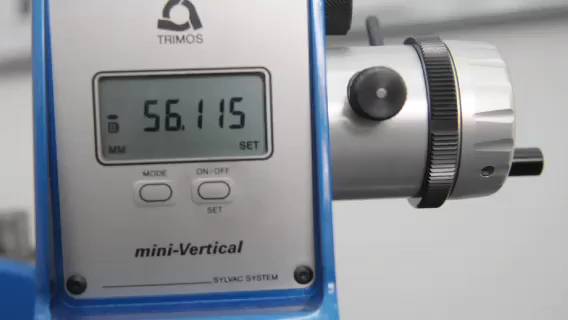 TRIMOS
56.115
MM SET
MODE ON/OFF
SET
mini-Vertical
SYLVAC SYSTEM